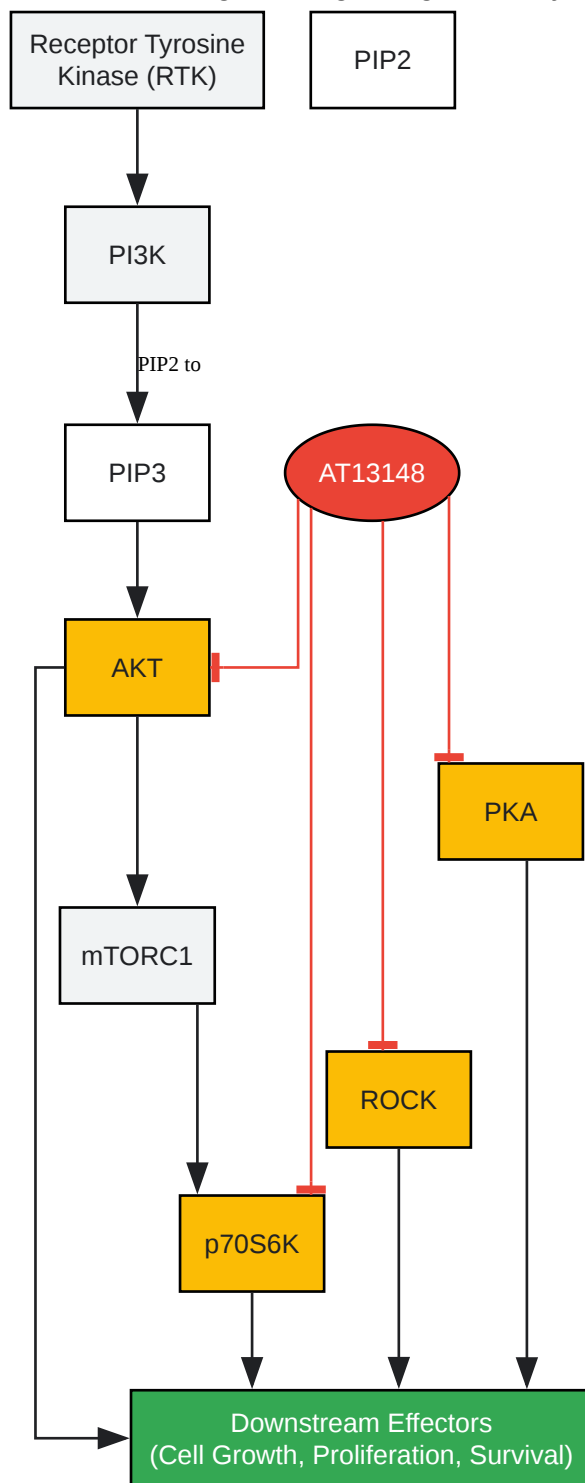 Receptor Tyrosine
Kinase (RTK)
PIP2
PI3K
PIP2 to
PIP3
AT13148
AKT
PKA
mTORC1
ROCK
p70S6K
Downstream Effectors
(Cell Growth, Proliferation, Survival)